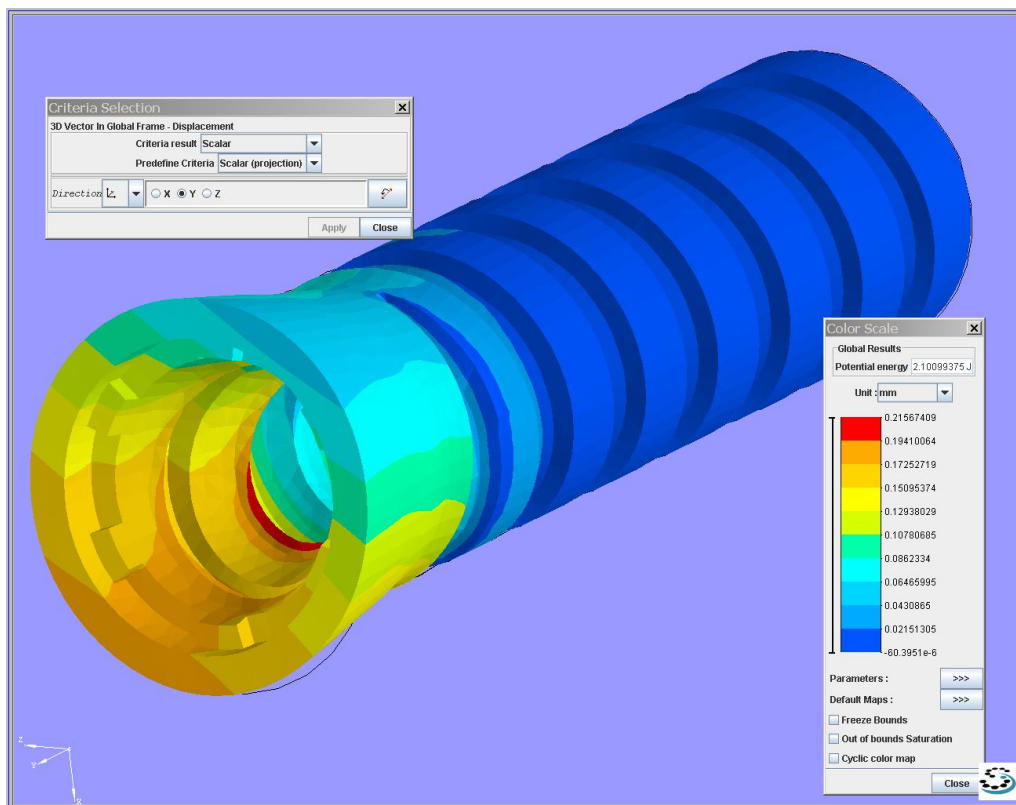 Criteria Selection
3D Vector In Global Frame - Displacement
Criteria result Scalar
Predefine Criteria Scalar (projection)
Direction X Y Z
Apply Close
Color Scale
Global Results
Potential energy 2.10099375 J
Unit : mm
0.21567409
0.19410064
0.17252719
0.15095374
0.12938029
0.10780685
0.0862334
0.06465995
0.0430865
0.02151305
-60.3951e-6
Parameters : >>>
Default Maps : >>>
Freeze Bounds
Out of bounds Saturation
Cyclic color map
Close
Z
Y
X